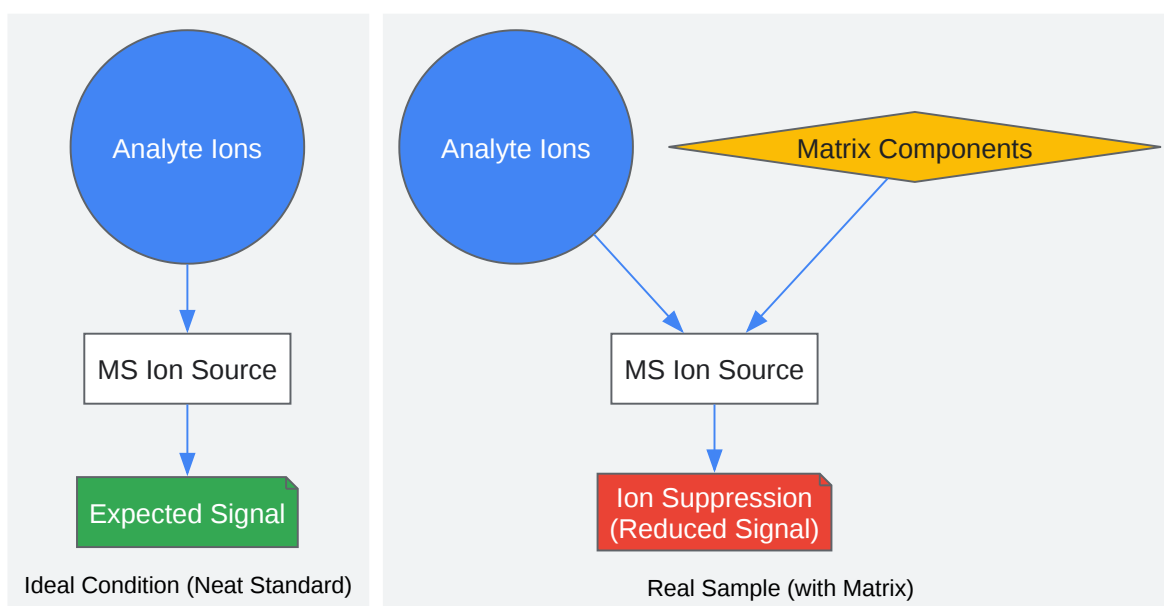 Analyte Ions
MS Ion Source
Expected Signal
Ideal Condition (Neat Standard)
Analyte Ions
Matrix Components
MS Ion Source
Ion Suppression
(Reduced Signal)
Real Sample (with Matrix)